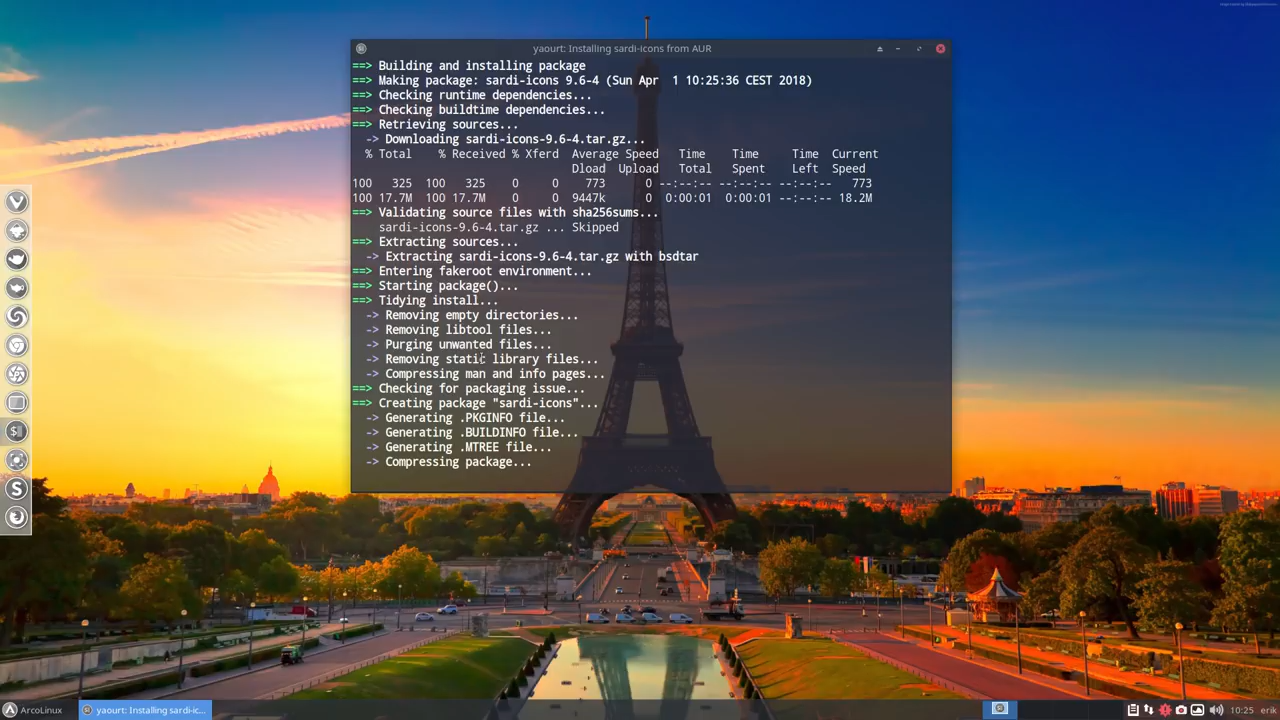 yaourt: Installing sardi-icons from AUR
==> Building and installing package
==> Making package: sardi-icons 9.6-4 (Sun Apr  1 10:25:36 CEST 2018)
==> Checking runtime dependencies...
==> Checking buildtime dependencies...
==> Retrieving sources...
  -> Downloading sardi-icons-9.6-4.tar.gz...
  % Total    % Received % Xferd  Average Speed   Time    Time     Time  Current
                                 Dload  Upload   Total   Spent    Left  Speed
100   325  100   325    0     0    773      0 --:--:-- --:--:-- --:--:--   773
100 17.7M  100 17.7M    0     0  9447k      0  0:00:01  0:00:01 --:--:-- 18.2M
==> Validating source files with sha256sums...
    sardi-icons-9.6-4.tar.gz ... Skipped
==> Extracting sources...
  -> Extracting sardi-icons-9.6-4.tar.gz with bsdtar
==> Entering fakeroot environment...
==> Starting package()...
==> Tidying install...
  -> Removing empty directories...
  -> Removing libtool files...
  -> Purging unwanted files...
  -> Removing static library files...
  -> Compressing man and info pages...
==> Checking for packaging issue...
==> Creating package "sardi-icons"...
  -> Generating .PKGINFO file...
  -> Generating .BUILDINFO file...
  -> Generating .MTREE file...
  -> Compressing package...
ArcoLinux
yaourt: Installing sardi-ic...
10:25
erik